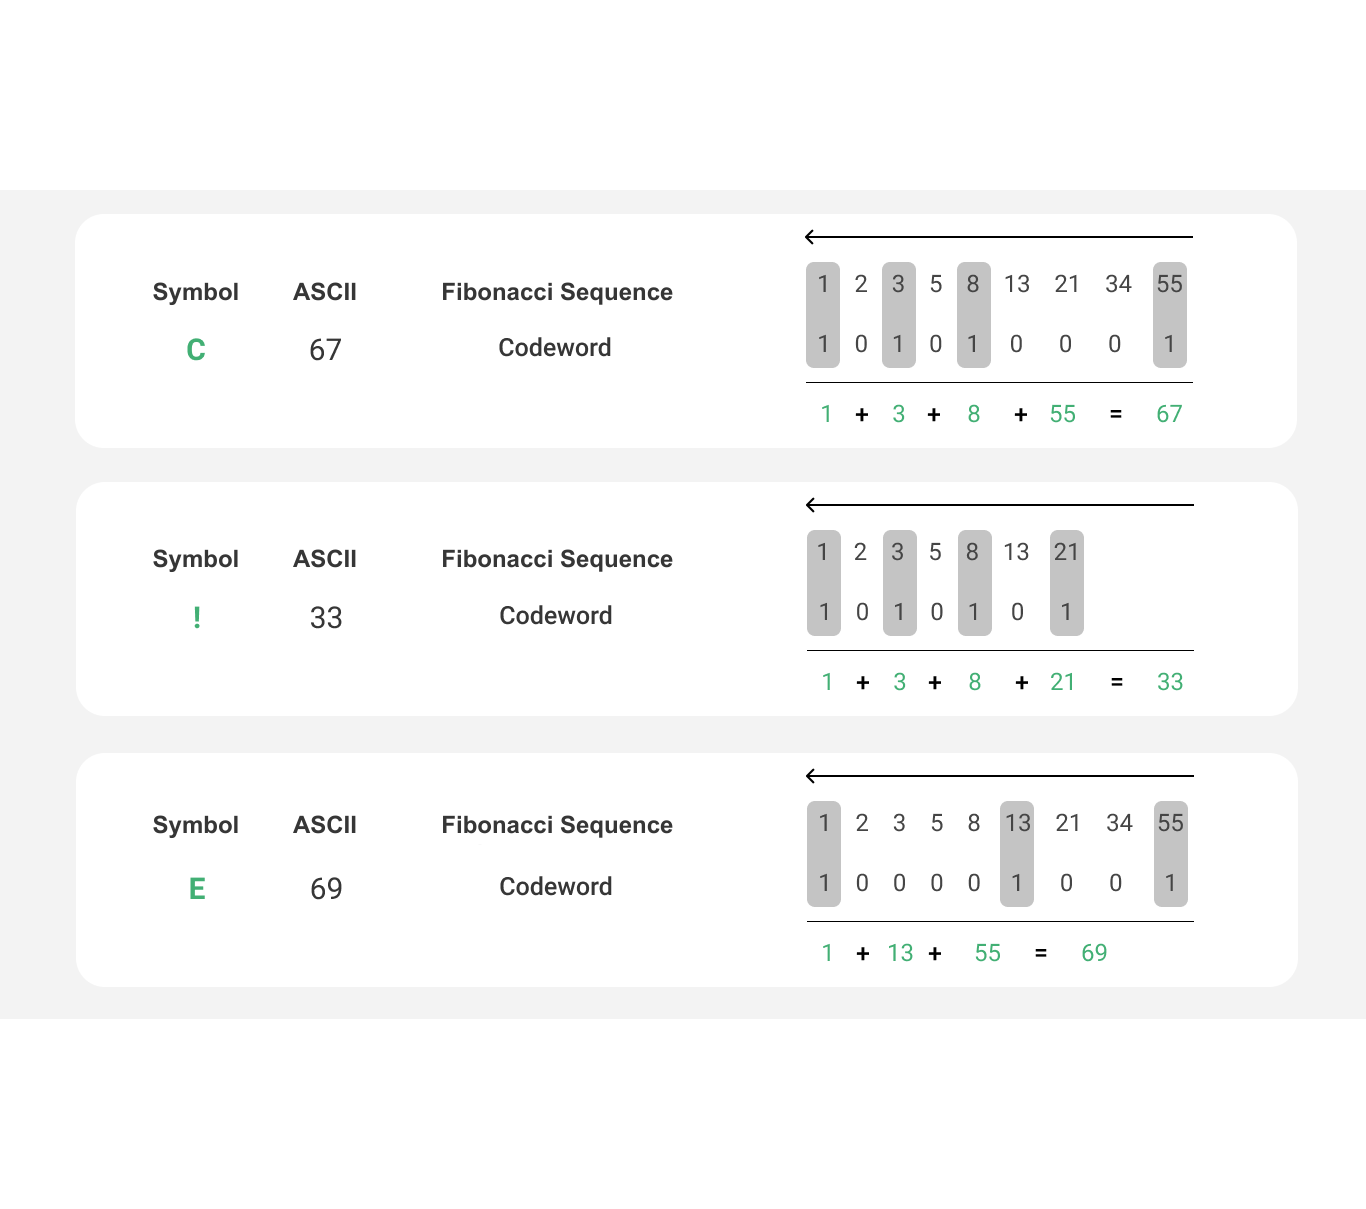 Symbol ASCII Fibonacci Sequence 1 2 3 5 8 13 21 34 55
C 67 Codeword 1 0 1 0 1 0 0 0 1
1 + 3 + 8 + 55 = 67
Symbol ASCII Fibonacci Sequence 1 2 3 5 8 13 21
! 33 Codeword 1 0 1 0 1 0 1
1 + 3 + 8 + 21 = 33
Symbol ASCII Fibonacci Sequence 1 2 3 5 8 13 21 34 55
E 69 Codeword 1 0 0 0 0 1 0 0 1
1 + 13 + 55 = 69